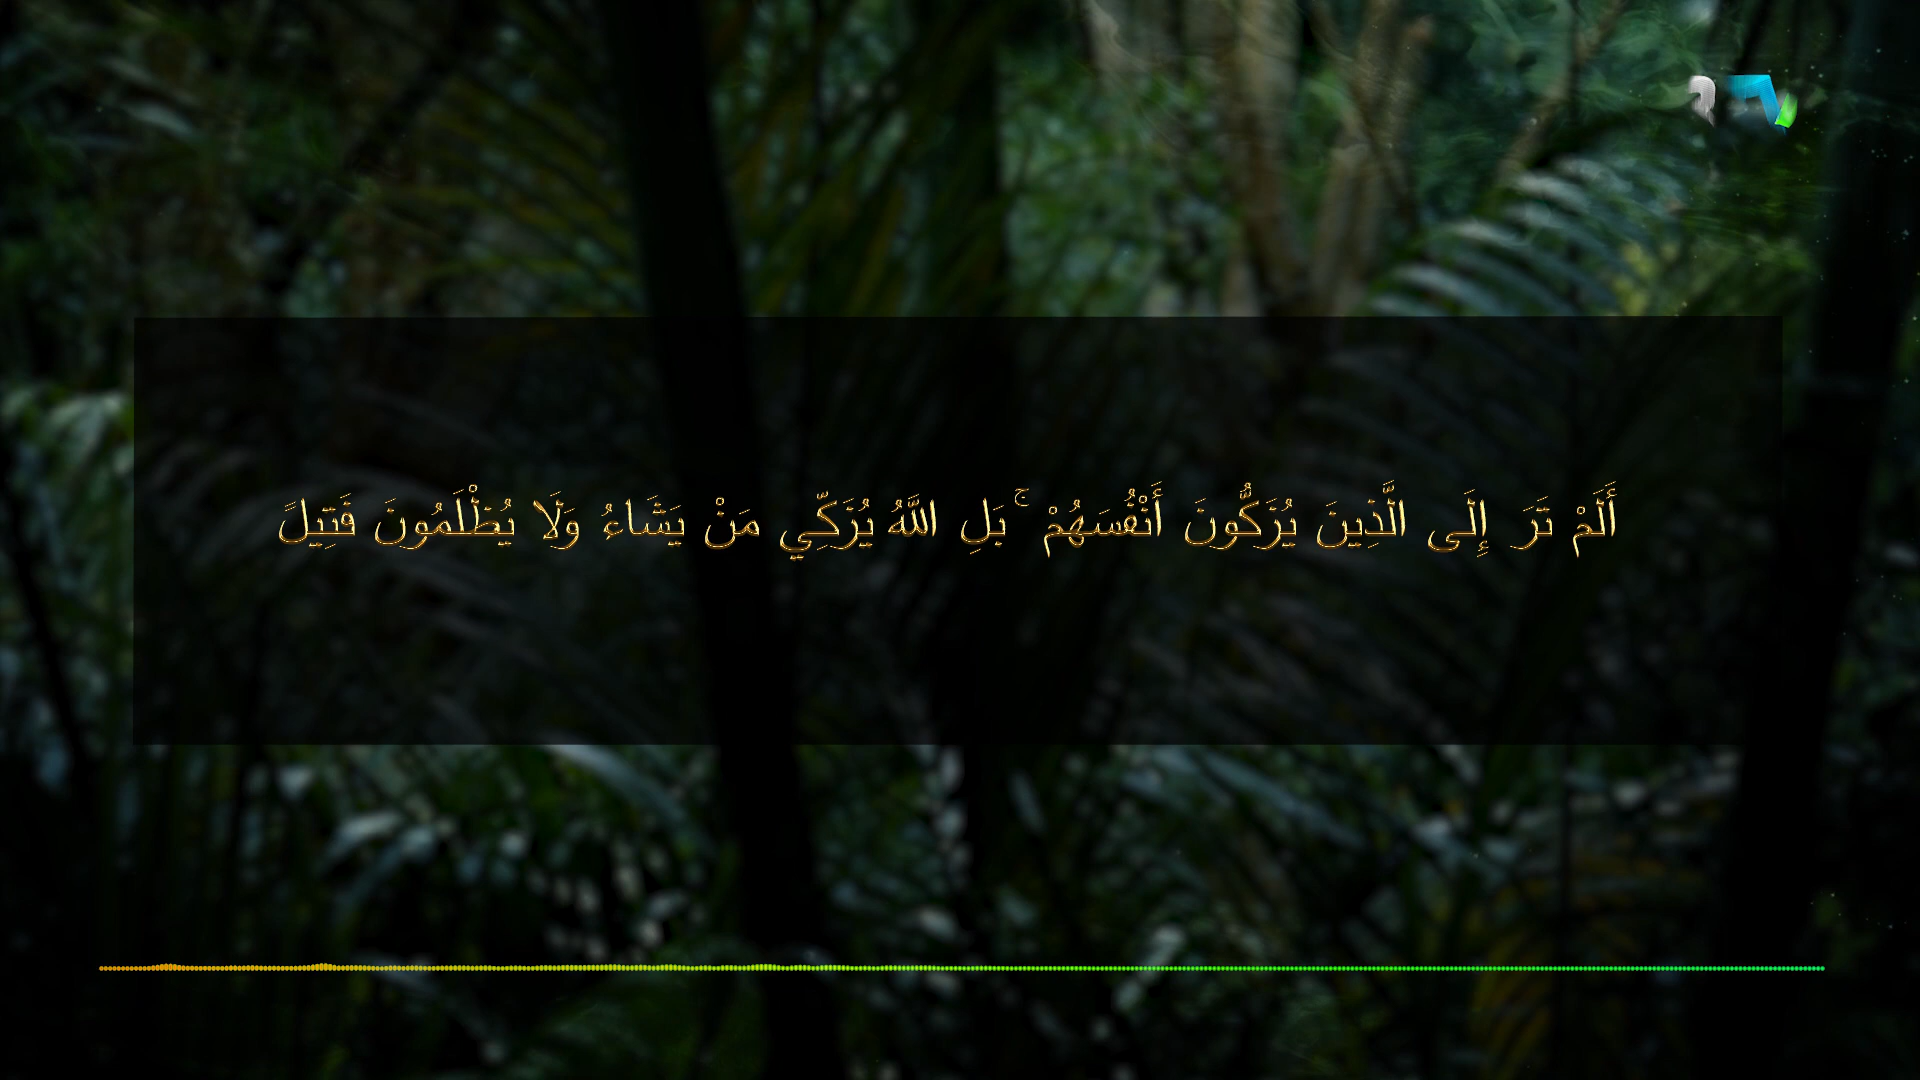 أَلَمْ تَرَ إِلَى الَّذِينَ يُزَكُّونَ أَنْفُسَهُمْ ۚ بَلِ اللَّهُ يُزَكِّي مَنْ يَشَاءُ وَلَا يُظْلَمُونَ فَتِيلَ